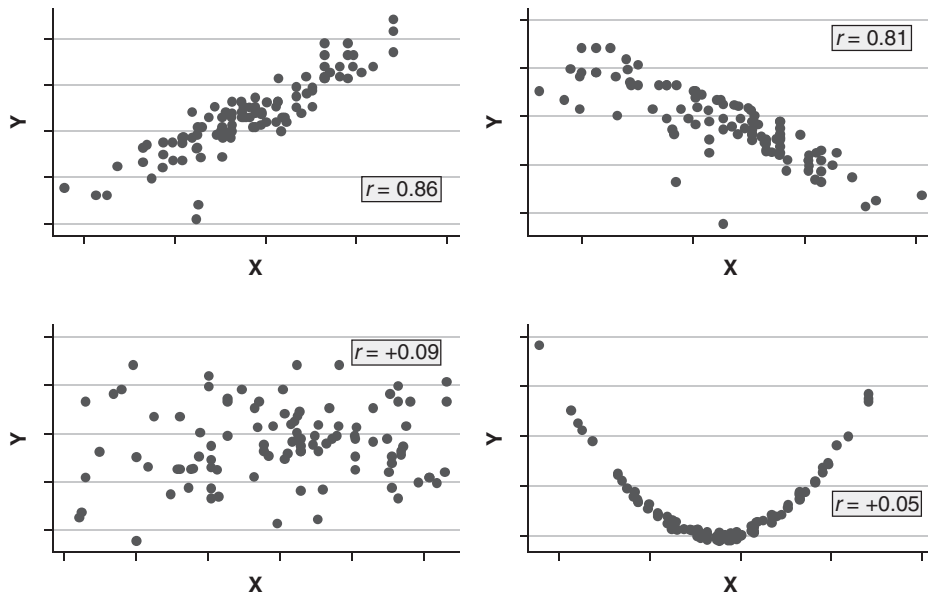 Y
r = 0.86
X
Y
r = 0.81
X
Y
r = +0.09
X
Y
r = +0.05
X